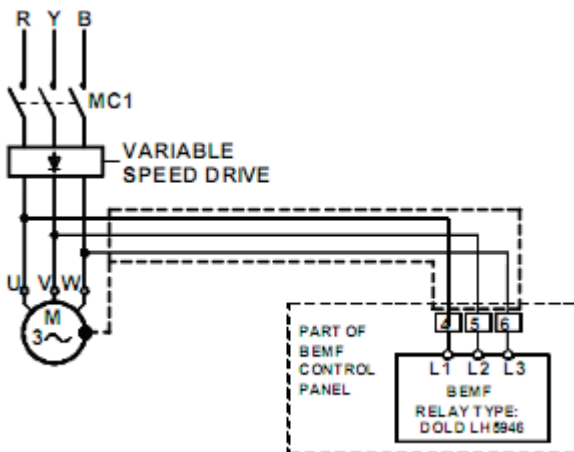 R Y B
MC1
VARIABLE
SPEED DRIVE
U V W
M
3~
4 5 6
PART OF
BEMF
CONTROL
PANEL
L1 L2 L3
BEMF
RELAY TYPE:
DOLD LH5946